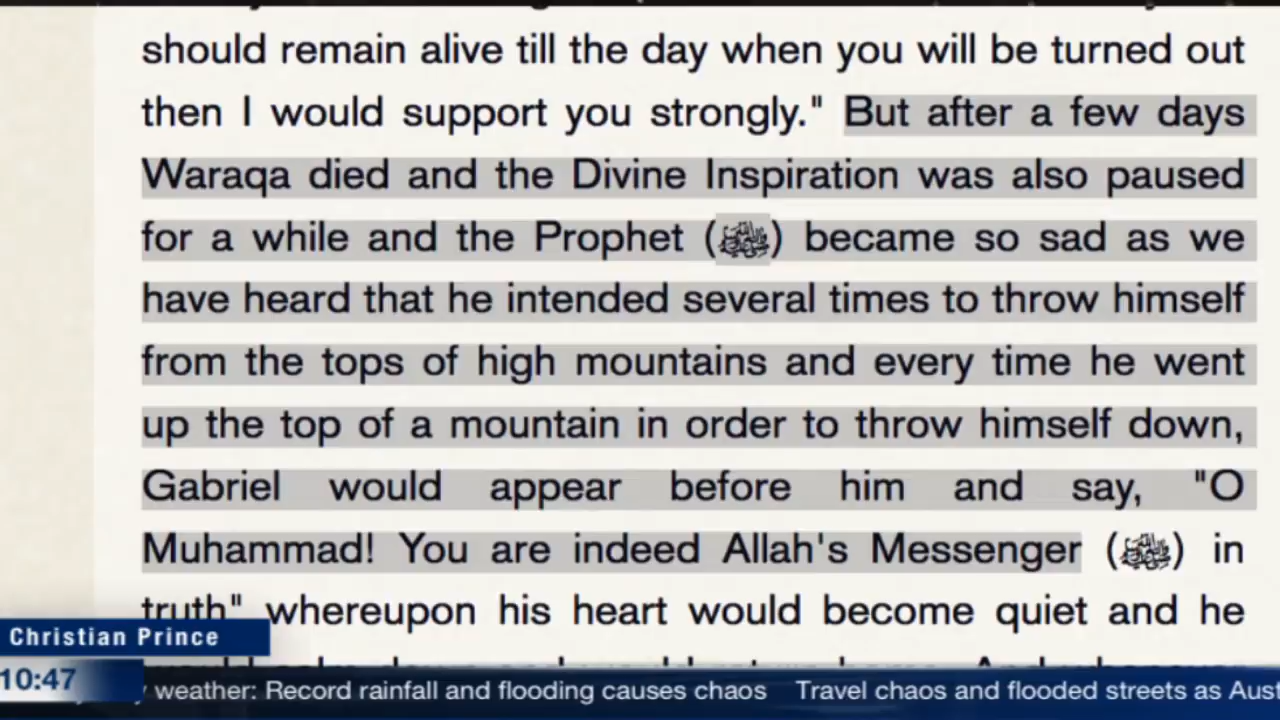 should remain alive till the day when you will be turned out
then I would support you strongly." But after a few days
Waraqa died and the Divine Inspiration was also paused
for a while and the Prophet (ﷺ) became so sad as we
have heard that he intended several times to throw himself
from the tops of high mountains and every time he went
up the top of a mountain in order to throw himself down,
Gabriel would appear before him and say, "O
Muhammad! You are indeed Allah's Messenger (ﷺ) in
truth" whereupon his heart would become quiet and he
Christian Prince
10:47
weather: Record rainfall and flooding causes chaos Travel chaos and flooded streets as